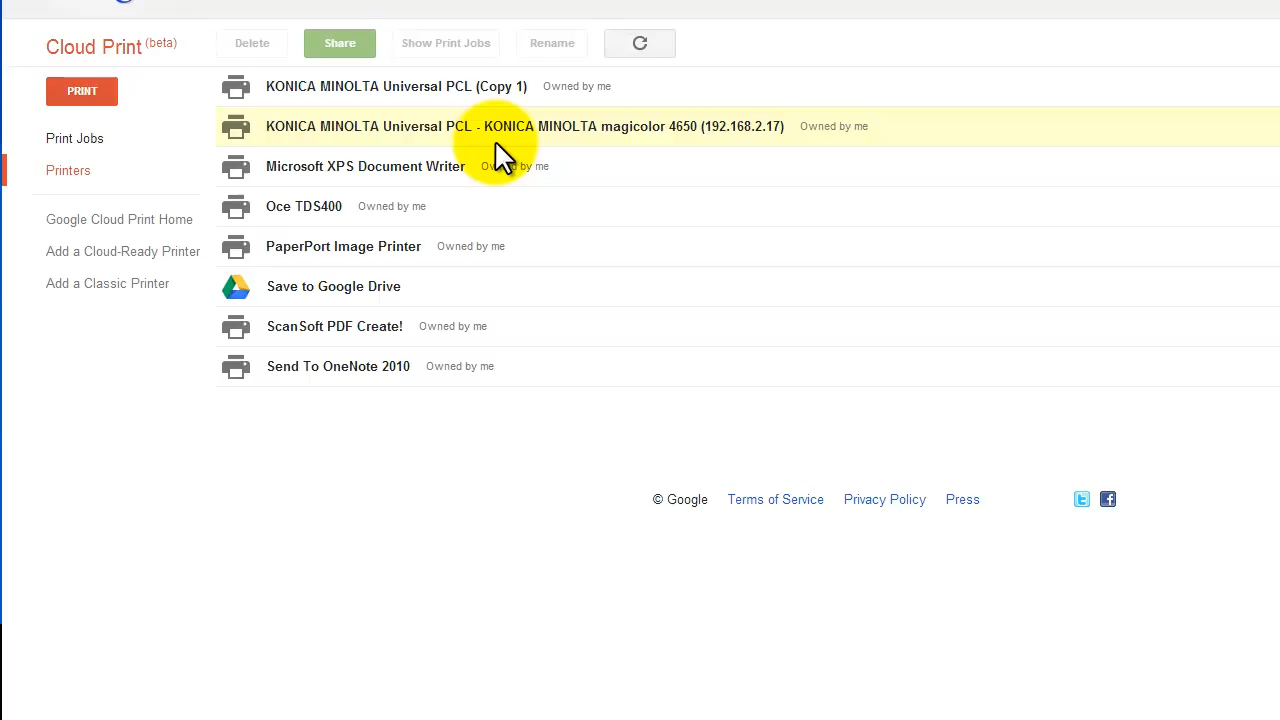 Cloud Print (beta)
Delete
Share
Show Print Jobs
Rename
PRINT
Print Jobs
Printers
Google Cloud Print Home
Add a Cloud-Ready Printer
Add a Classic Printer
KONICA MINOLTA Universal PCL (Copy 1) Owned by me
KONICA MINOLTA Universal PCL - KONICA MINOLTA magicolor 4650 (192.168.2.17) Owned by me
Microsoft XPS Document Writer Owned by me
Oce TDS400 Owned by me
PaperPort Image Printer Owned by me
Save to Google Drive
ScanSoft PDF Create! Owned by me
Send To OneNote 2010 Owned by me
© Google Terms of Service Privacy Policy Press